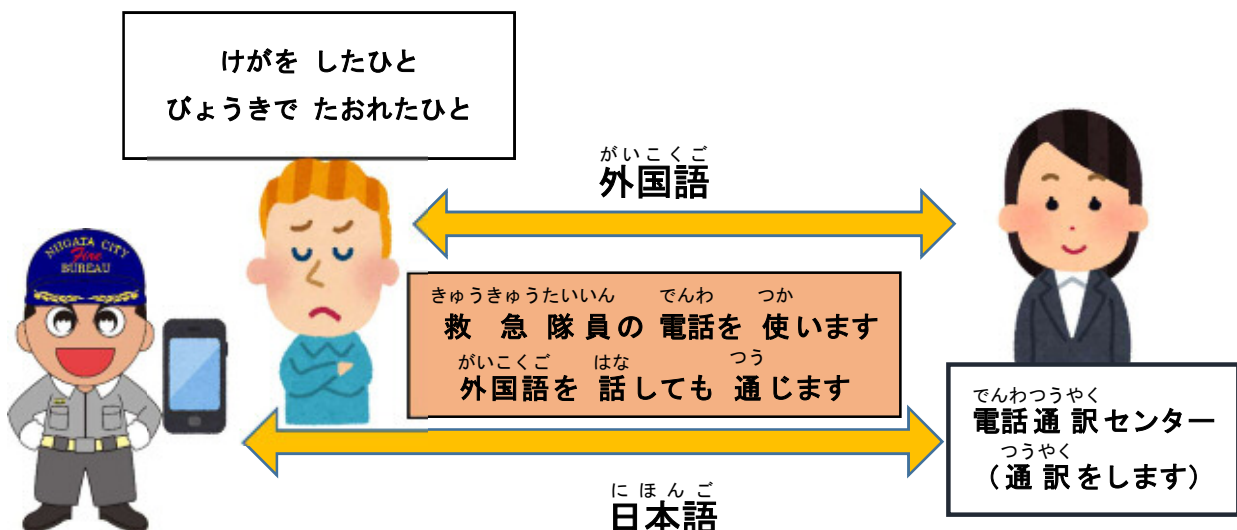 けがを したひと
びょうきで たおれたひと
がいこくご
外国語
NIIGATA CITY
Fire
BUREAU
きゅうきゅうたいいん でんわ つか
救急隊員の 電話を 使います
がいこくご はな つう
外国語を 話しても 通じます
でんわつうやく
電話通訳センター
つうやく
（通訳をします）
にほんご
日本語